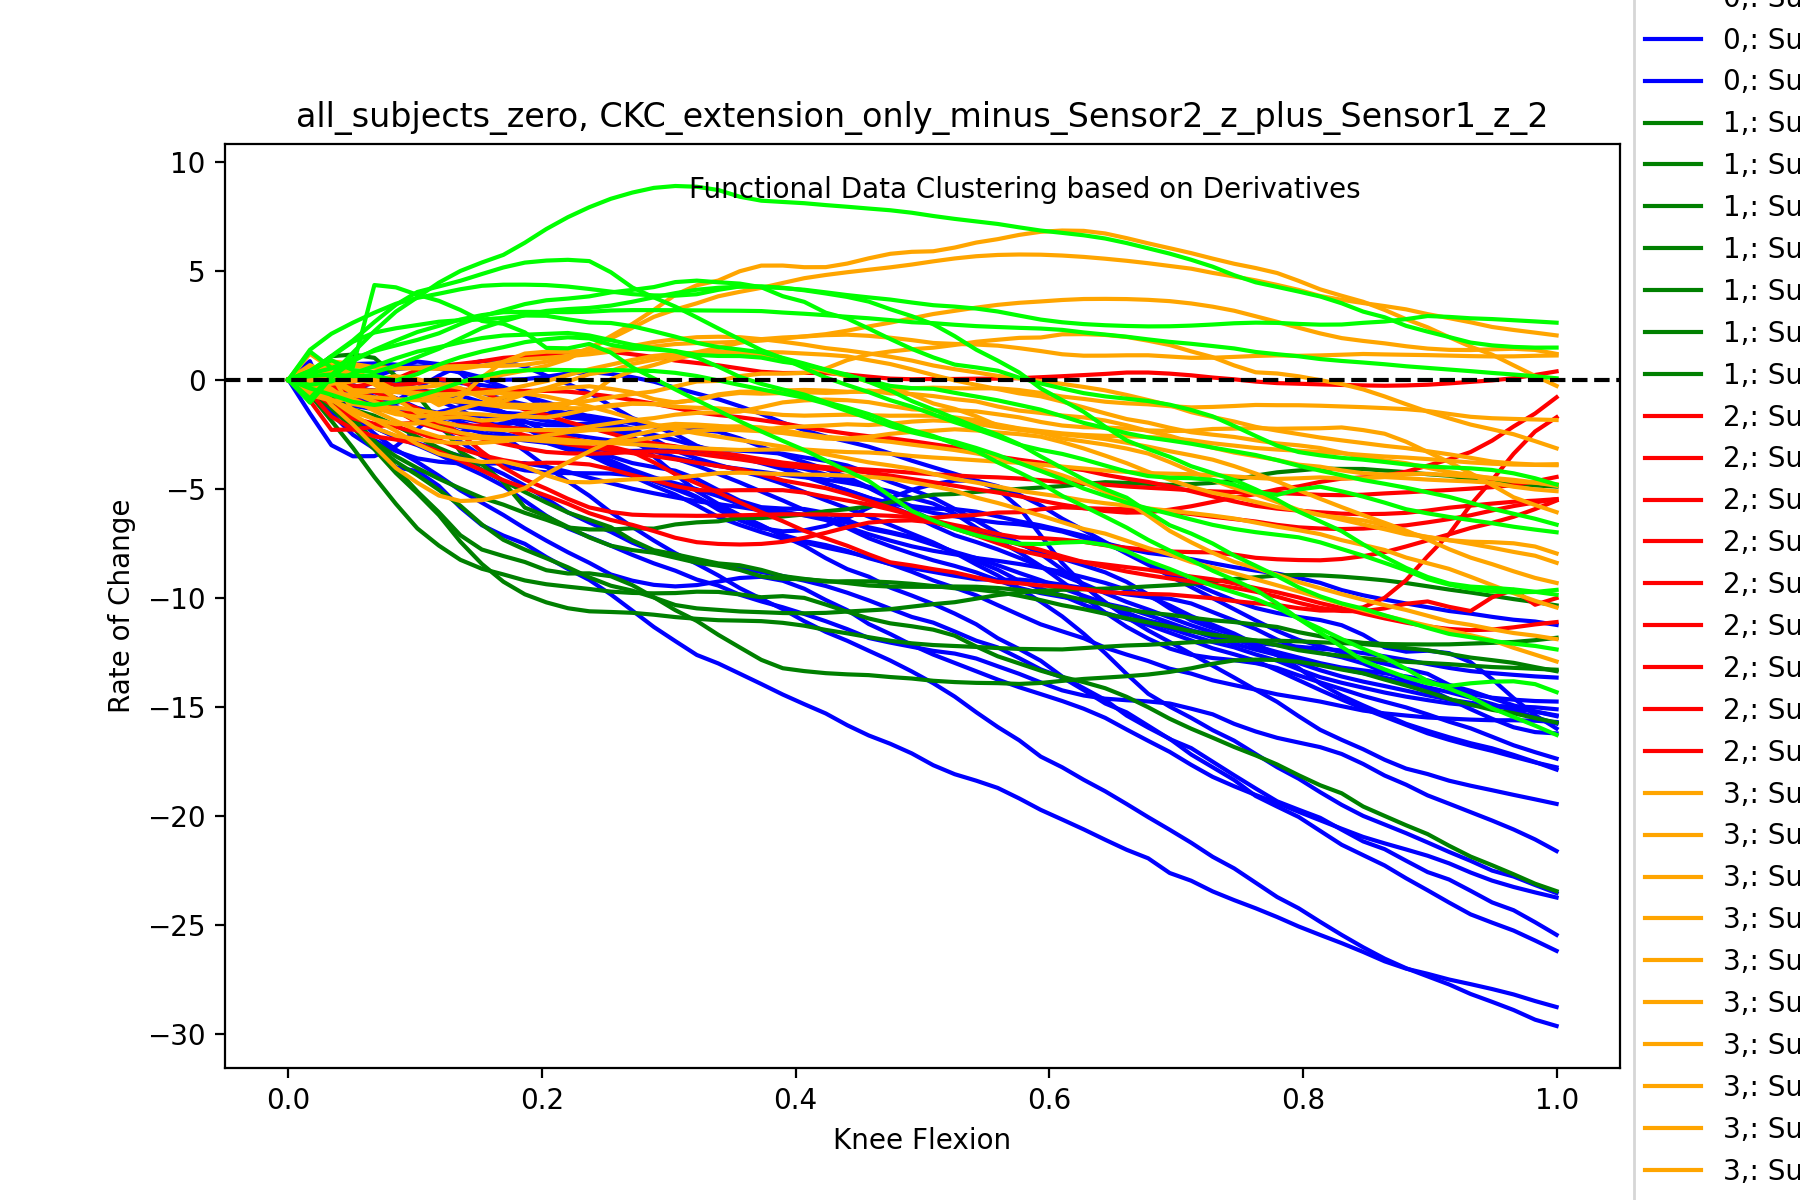 all_subjects_zero, CKC_extension_only_minus_Sensor2_z_plus_Sensor1_z_2
Functional Data Clustering based on Derivatives
10
5
0
−5
−10
−15
−20
−25
−30
Rate of Change
0.0 0.2 0.4 0.6 0.8 1.0
Knee Flexion
0,: Su
0,: Su
0,: Su
1,: Su
1,: Su
1,: Su
1,: Su
1,: Su
1,: Su
1,: Su
2,: Su
2,: Su
2,: Su
2,: Su
2,: Su
2,: Su
2,: Su
2,: Su
2,: Su
3,: Su
3,: Su
3,: Su
3,: Su
3,: Su
3,: Su
3,: Su
3,: Su
3,: Su
3,: Su